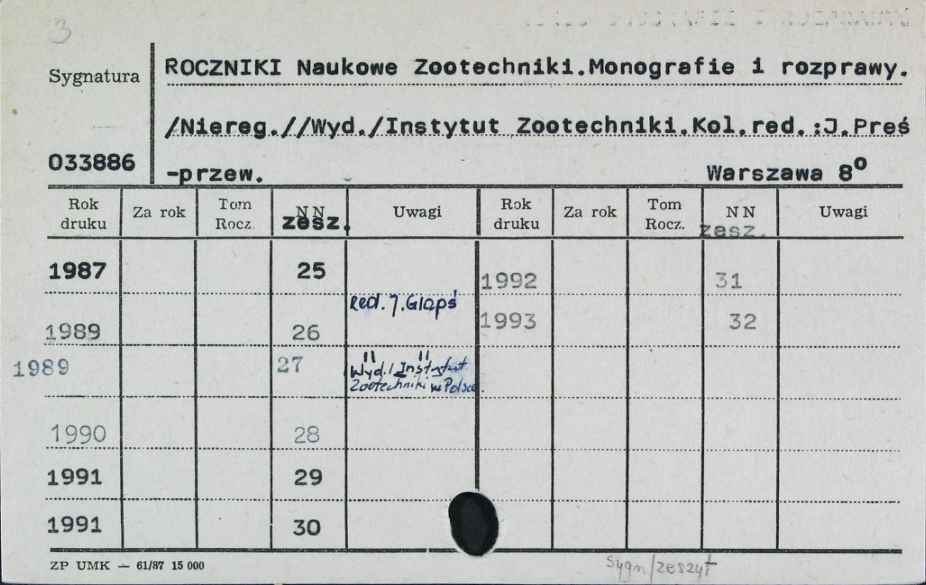 3
Sygnatura
ROCZNIKI Naukowe Zootechniki.Monografie i rozprawy.
/Niereg.//Wyd./Instytut Zootechniki.Kol.red.:J.Preś
033886
-przew. Warszawa 8º
Rok druku Za rok Tom Rocz. NN zesz. Uwagi Rok druku Za rok Tom Rocz. NN zesz. Uwagi
1987 25 1992 31
red. J. Glapś
1989 26 1993 32
1989 27 Wyd./Instytut
Zootechniki w Polsce
1990 28
1991 29
1991 30
ZP UMK — 61/87 15 000
sygn/zeszyt